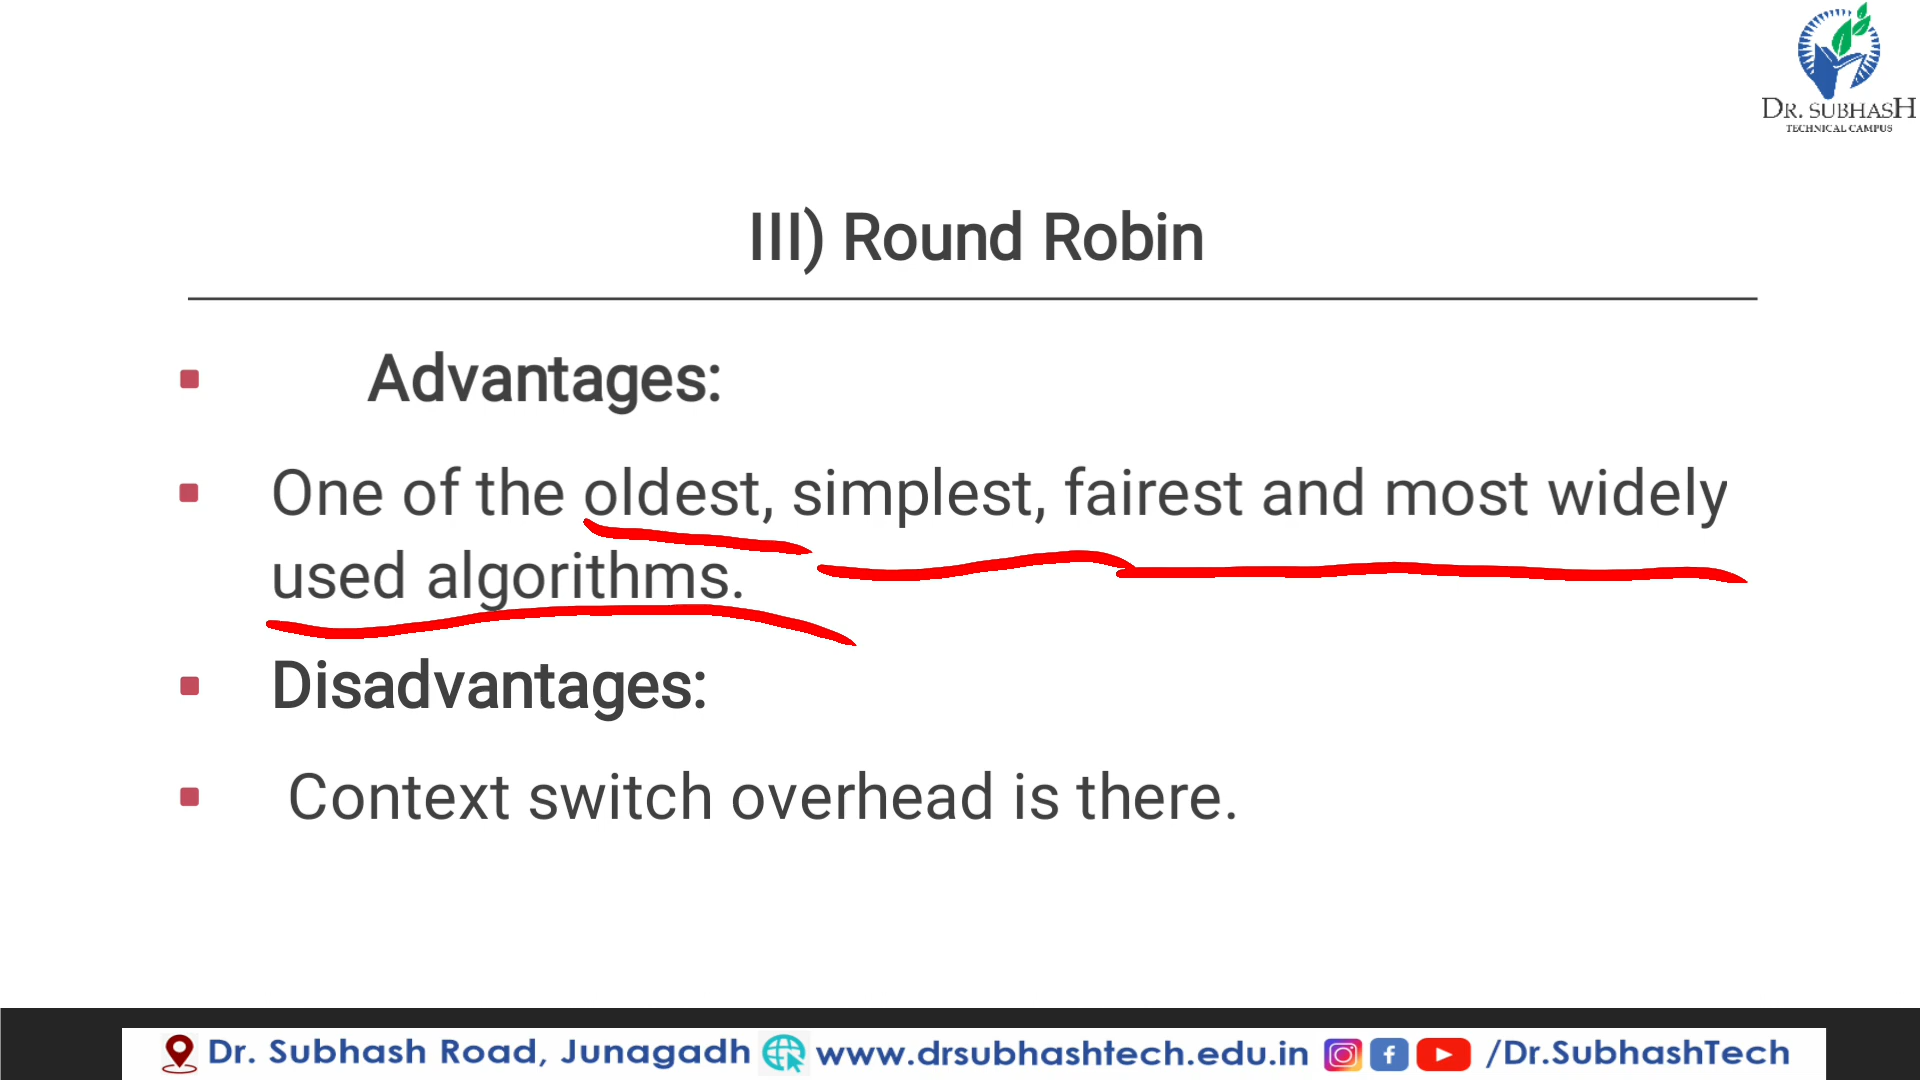 DR. SUBHASH
TECHNICAL CAMPUS
III) Round Robin
Advantages:
One of the oldest, simplest, fairest and most widely
used algorithms.
Disadvantages:
Context switch overhead is there.
Dr. Subhash Road, Junagadh www.drsubhashtech.edu.in /Dr.SubhashTech